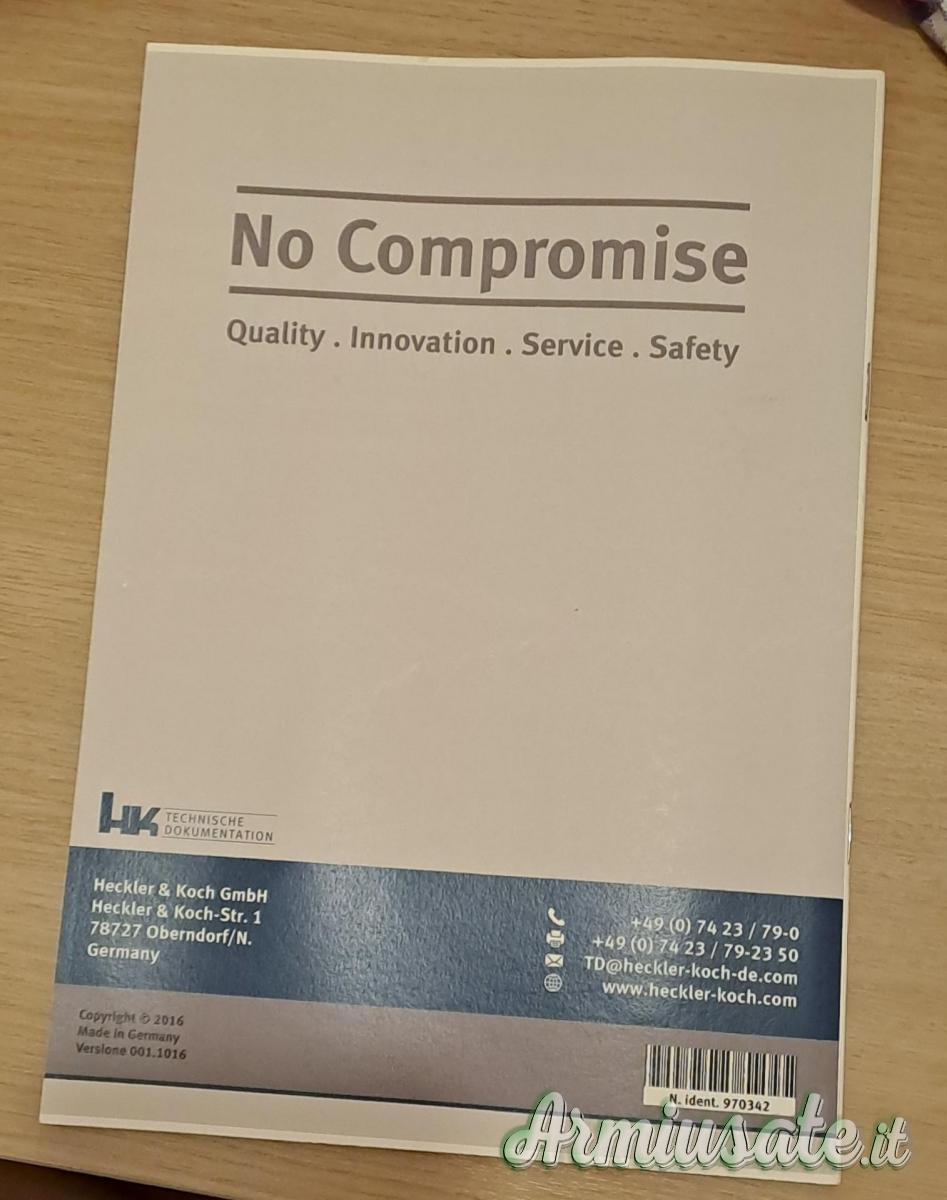 No Compromise
Quality . Innovation . Service . Safety
HK TECHNISCHE
DOKUMENTATION
Heckler & Koch GmbH
Heckler & Koch-Str. 1
78727 Oberndorf/N.
Germany
+49 (0) 74 23 / 79-0
+49 (0) 74 23 / 79-23 50
TD@heckler-koch-de.com
www.heckler-koch.com
Copyright © 2016
Made in Germany
Versione 001.1016
N. ident. 970342
Armiusate.it